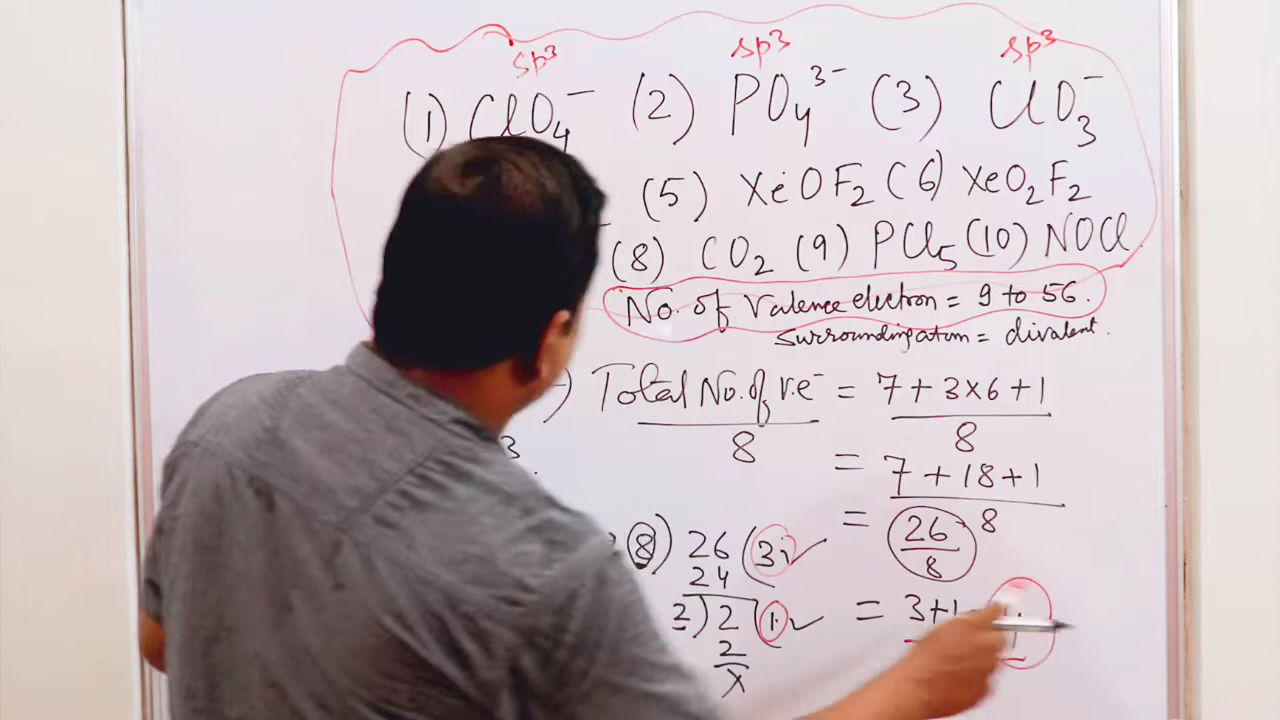 sp³ sp³ sp³
(1) ClO₄⁻ (2) PO₄³⁻ (3) ClO₃⁻
(5) XeOF₂ (6) XeO₂F₂
(8) CO₂ (9) PCl₅ (10) NOCl
No. of Valence electron = 9 to 56.
Surrounding atom = divalent.
Total No. of v.e⁻ / 8 = 7 + 3×6 + 1 / 8
3.
= 7 + 18 + 1 / 8
= 26 / 8
8) 26 (3
24
2) 2 (1
= 3+1
2
x